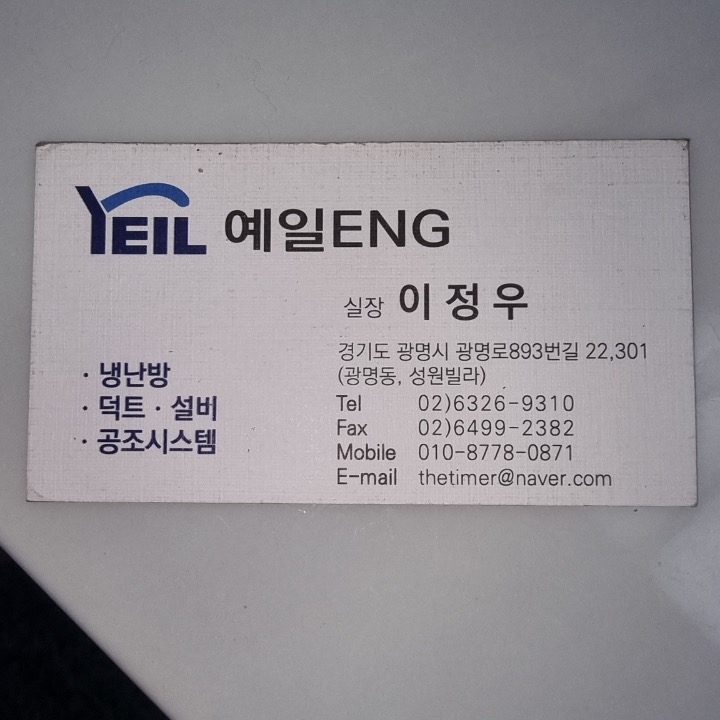 YEIL 예일ENG
실장 이정우
· 냉난방
· 덕트 · 설비
· 공조시스템
경기도 광명시 광명로893번길 22,301
(광명동, 성원빌라)
Tel 02)6326-9310
Fax 02)6499-2382
Mobile 010-8778-0871
E-mail thetimer@naver.com